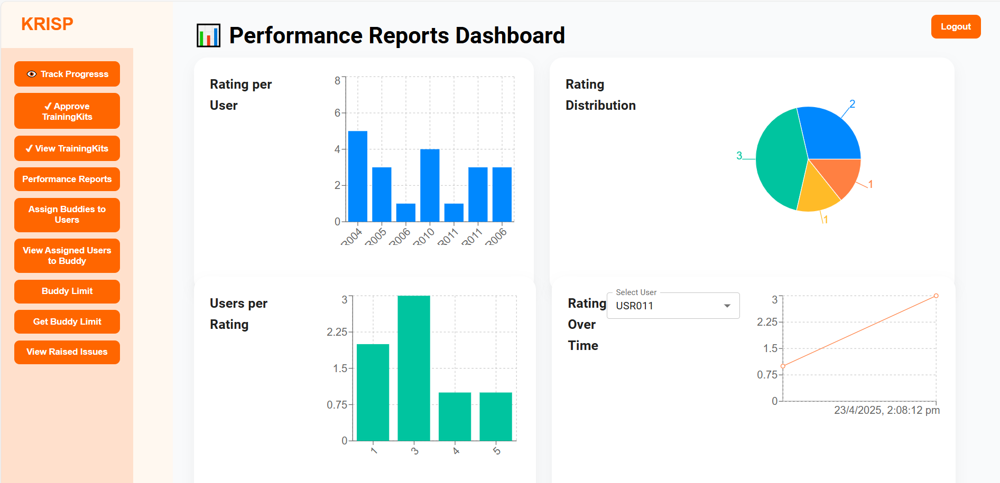 KRISP
Track Progresss
✓ Approve
TrainingKits
✓ View TrainingKits
Performance Reports
Assign Buddies to
Users
View Assigned Users
to Buddy
Buddy Limit
Get Buddy Limit
View Raised Issues
Performance Reports Dashboard
Logout
Rating per
User
8
6
4
2
0
R004
R005
R006
R010
R011
R011
R006
Rating
Distribution
2
3
1
1
Users per
Rating
3
2.25
1.5
0.75
0
1
3
4
5
Rating
Over
Time
Select User
USR011
3
2.25
1.5
0.75
0
23/4/2025, 2:08:12 pm